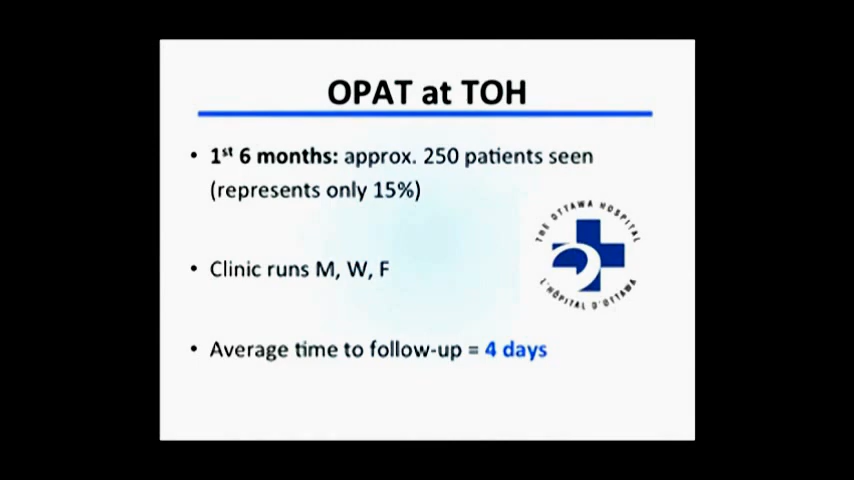 OPAT at TOH
• 1st 6 months: approx. 250 patients seen
(represents only 15%)
THE OTTAWA HOSPITAL
L'HÔPITAL D'OTTAWA
• Clinic runs M, W, F
• Average time to follow-up = 4 days